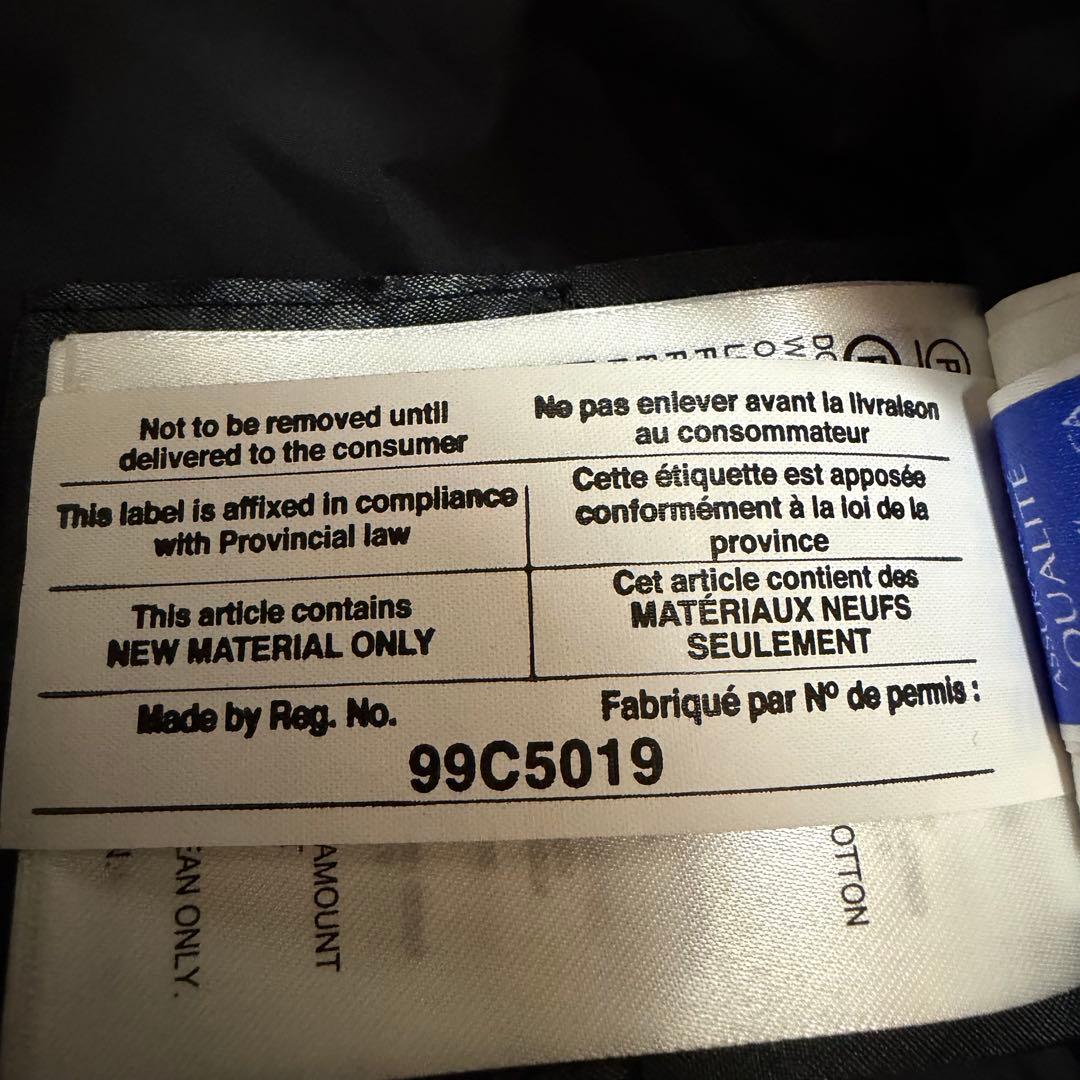 Not to be removed until
delivered to the consumer
Ne pas enlever avant la livraison
au consommateur
This label is affixed in compliance
with Provincial law
Cette étiquette est apposée
conformément à la loi de la
province
This article contains
NEW MATERIAL ONLY
Cet article contient des
MATÉRIAUX NEUFS
SEULEMENT
Made by Reg. No.
Fabriqué par Nº de permis :
99C5019
QUALITÉ
OTTON
AMOUNT
EAN ONLY.